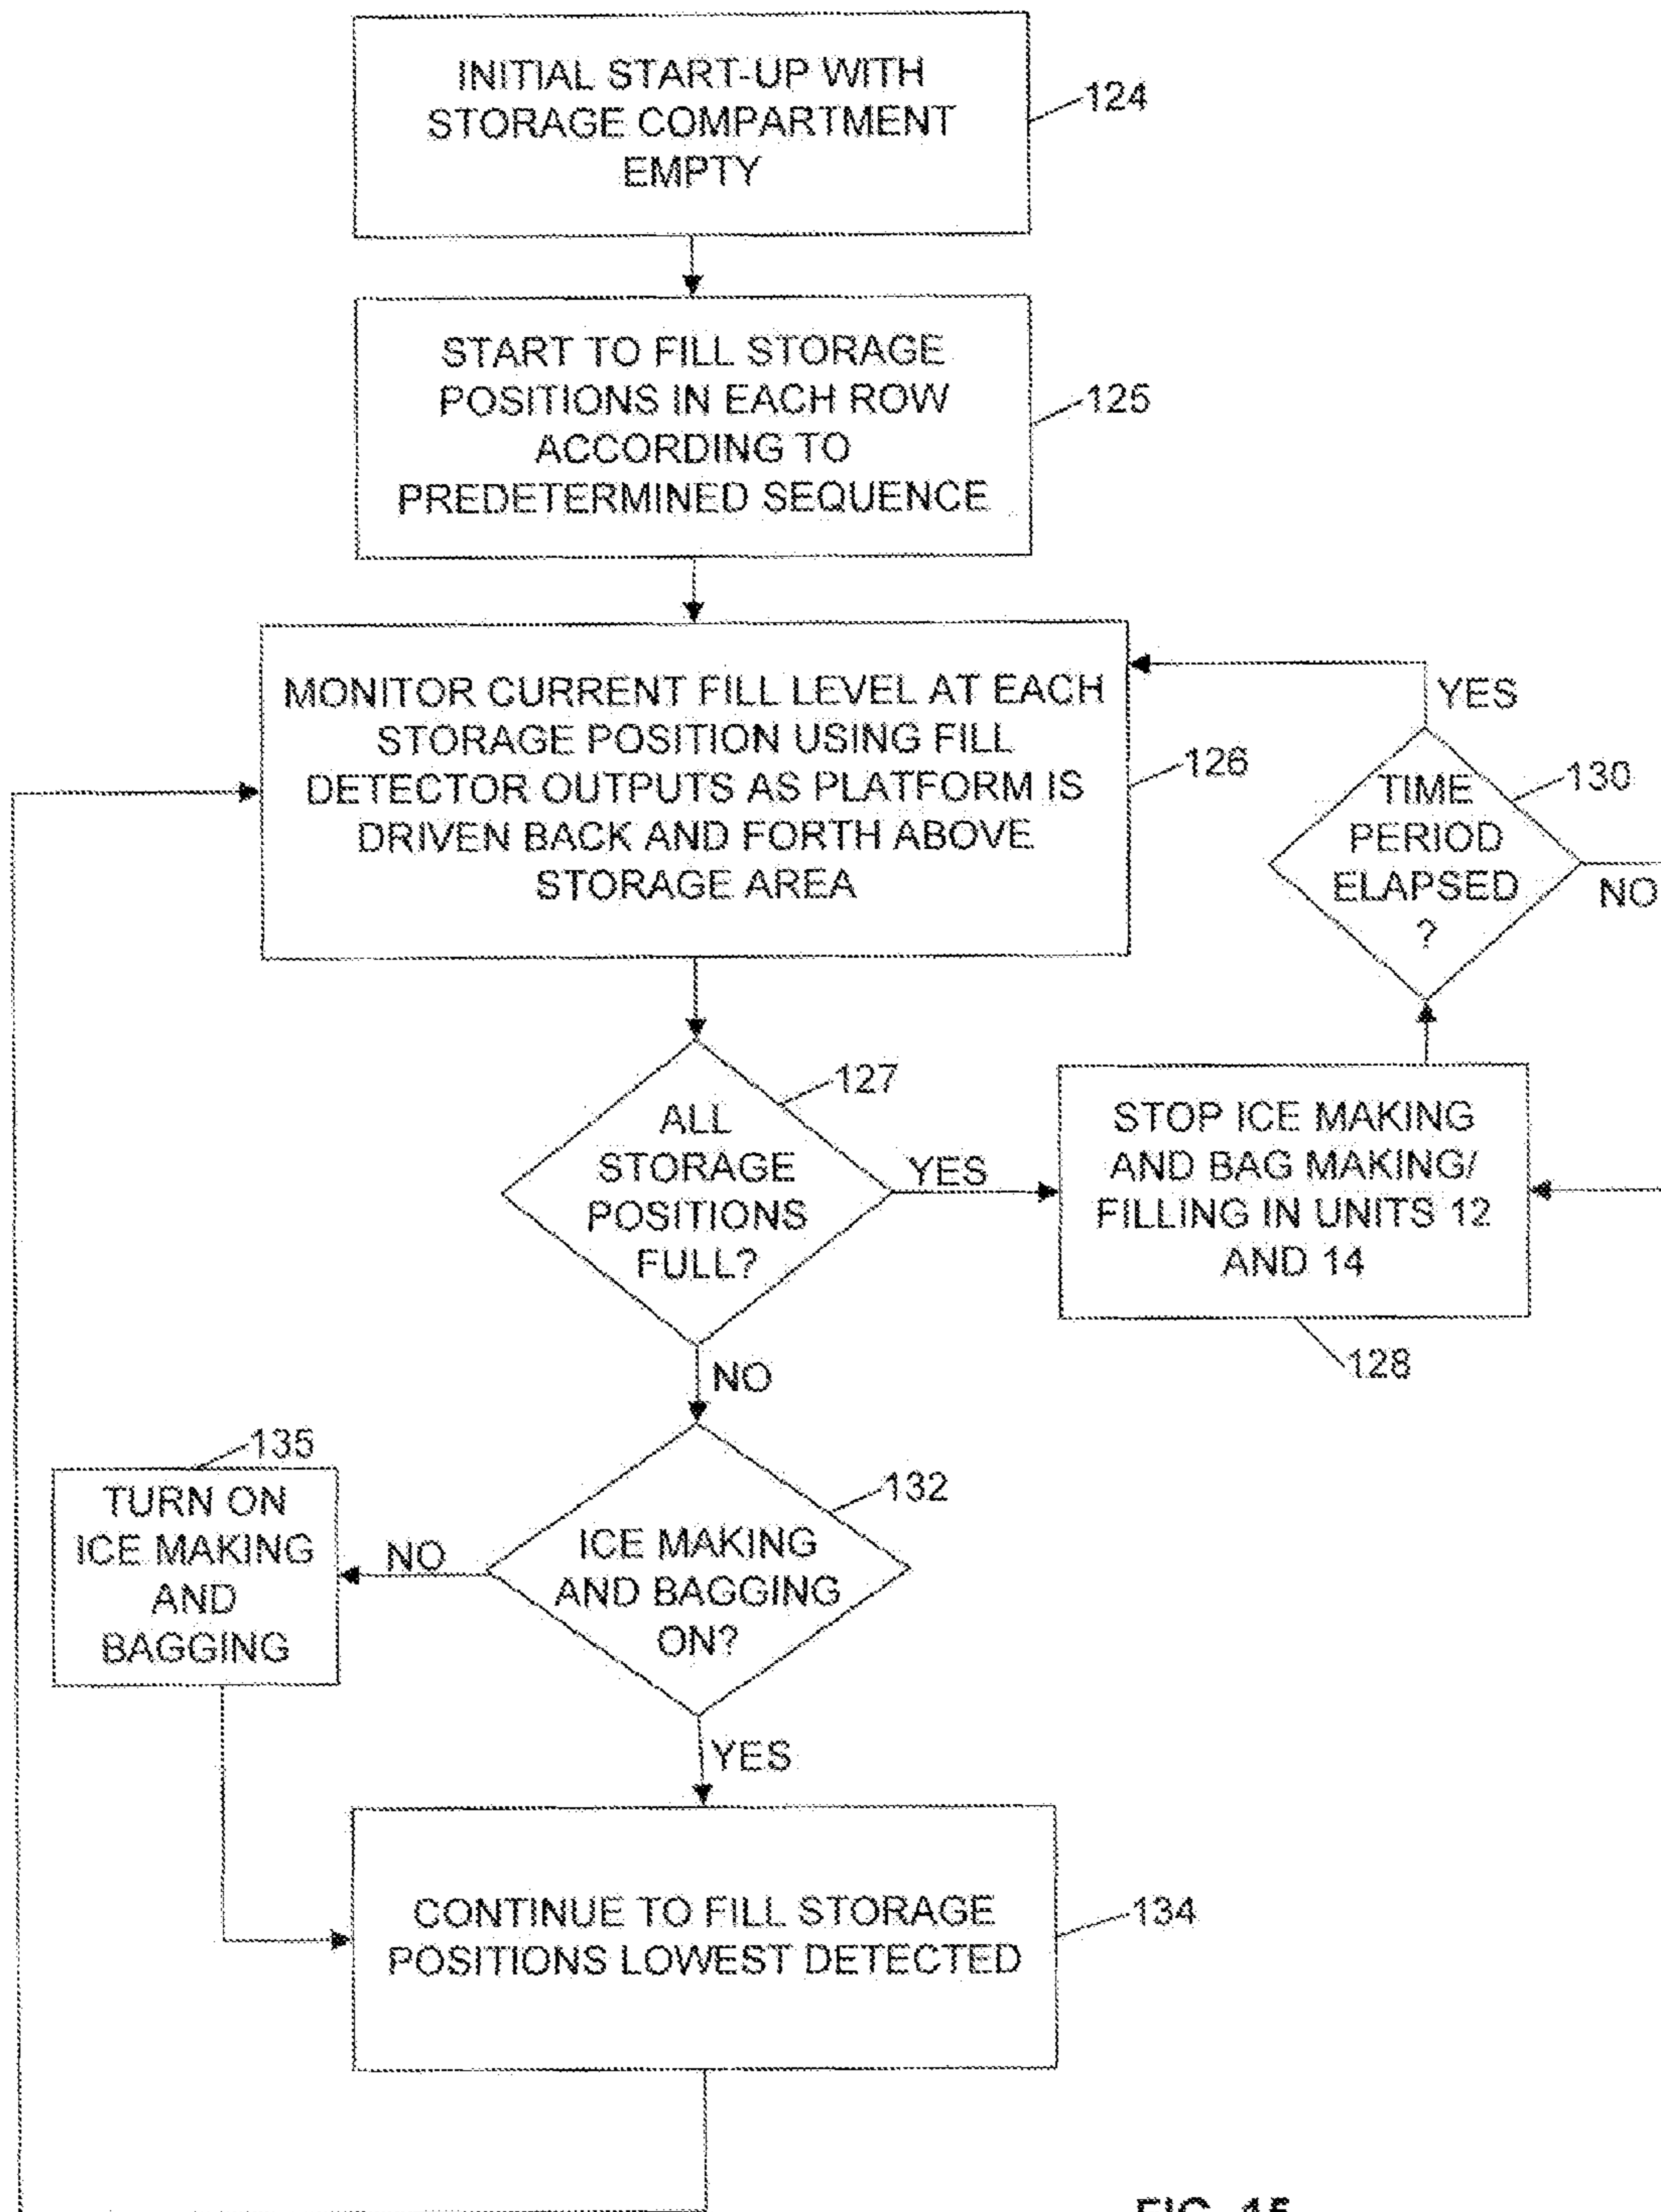 INITIAL START-UP WITH
STORAGE COMPARTMENT
EMPTY
124
START TO FILL STORAGE
POSITIONS IN EACH ROW
ACCORDING TO
PREDETERMINED SEQUENCE
125
MONITOR CURRENT FILL LEVEL AT EACH
STORAGE POSITION USING FILL
DETECTOR OUTPUTS AS PLATFORM IS
DRIVEN BACK AND FORTH ABOVE
STORAGE AREA
126
YES
TIME
PERIOD
ELAPSED
?
130
NO
ALL
STORAGE
POSITIONS
FULL?
127
YES
STOP ICE MAKING
AND BAG MAKING/
FILLING IN UNITS 12
AND 14
128
NO
135
TURN ON
ICE MAKING
AND
BAGGING
NO
ICE MAKING
AND BAGGING
ON?
132
YES
CONTINUE TO FILL STORAGE
POSITIONS LOWEST DETECTED
134
FIG. 15